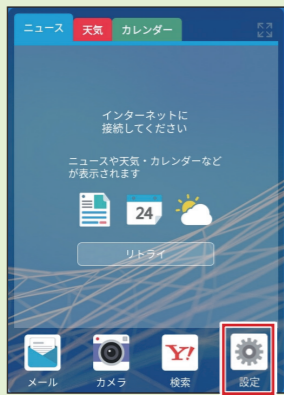 ニュース 天気 カレンダー
インターネットに
接続してください
ニュースや天気・カレンダーなど
が表示されます
24
リトライ
Y!
メール カメラ 検索 設定